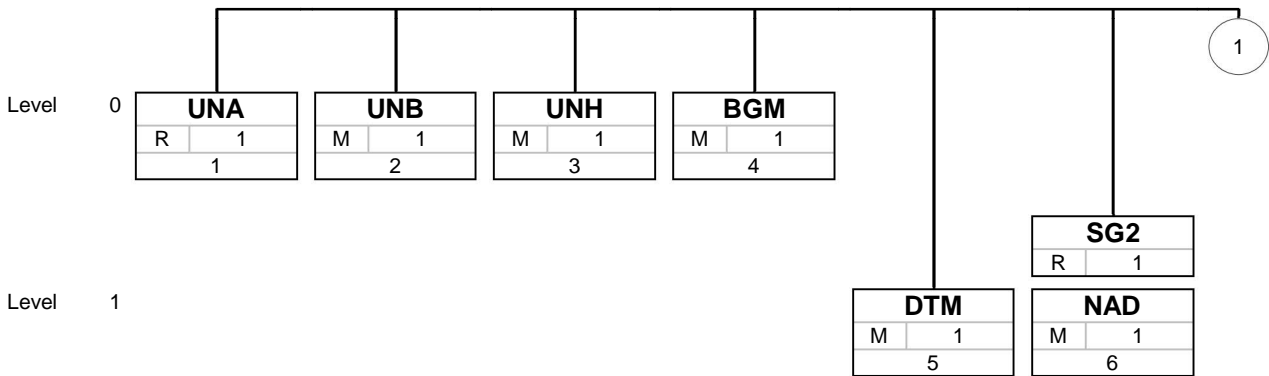 1
Level 0 UNA UNB UNH BGM
R 1 M 1 M 1 M 1
1 2 3 4
SG2
R 1
Level 1 DTM NAD
M 1 M 1
5 6